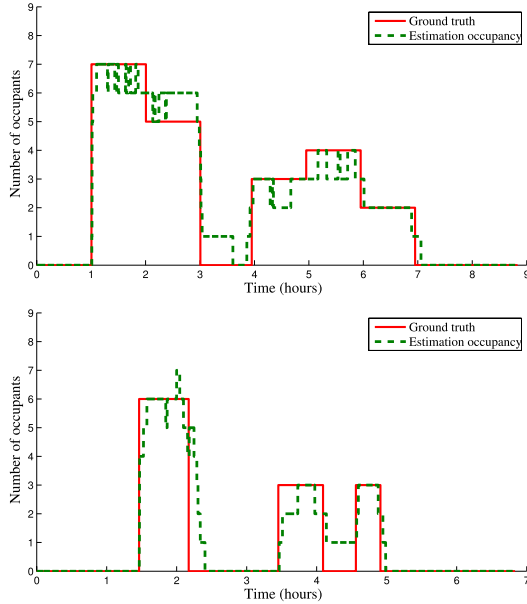 9
8
7
6
5
4
3
2
1
0
Number of occupants
Ground truth
Estimation occupancy
0 1 2 3 4 5 6 7 8 9
Time (hours)
9
8
7
6
5
4
3
2
1
0
Number of occupants
Ground truth
Estimation occupancy
0 1 2 3 4 5 6 7
Time (hours)